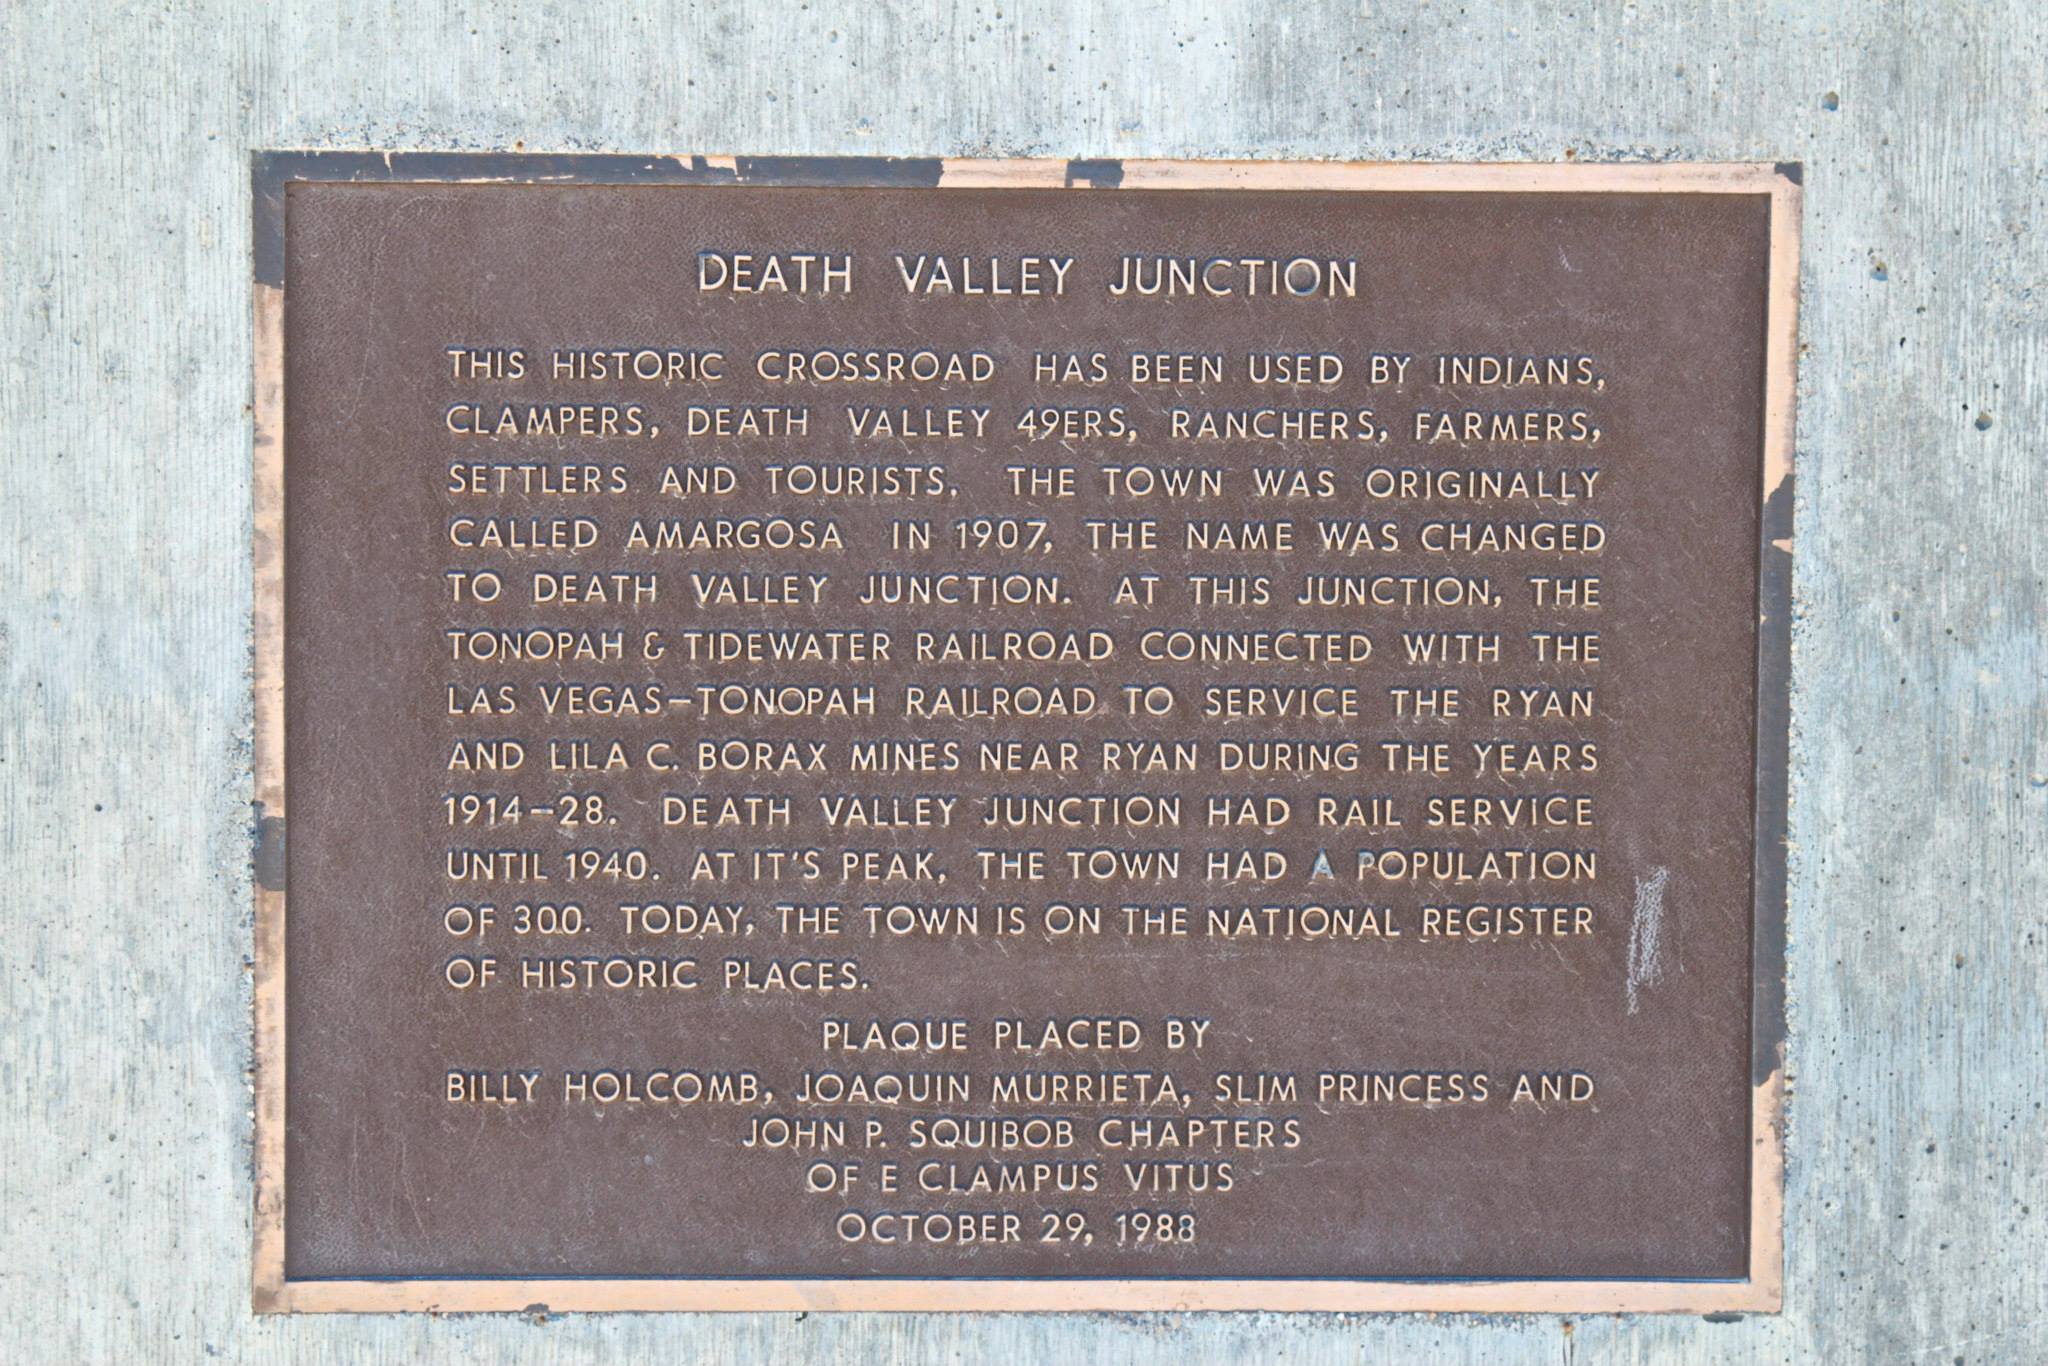 DEATH VALLEY JUNCTION
THIS HISTORIC CROSSROAD HAS BEEN USED BY INDIANS,
CLAMPERS, DEATH VALLEY 49ERS, RANCHERS, FARMERS,
SETTLERS AND TOURISTS. THE TOWN WAS ORIGINALLY
CALLED AMARGOSA IN 1907, THE NAME WAS CHANGED
TO DEATH VALLEY JUNCTION. AT THIS JUNCTION, THE
TONOPAH & TIDEWATER RAILROAD CONNECTED WITH THE
LAS VEGAS-TONOPAH RAILROAD TO SERVICE THE RYAN
AND LILA C. BORAX MINES NEAR RYAN DURING THE YEARS
1914-28. DEATH VALLEY JUNCTION HAD RAIL SERVICE
UNTIL 1940. AT IT'S PEAK, THE TOWN HAD A POPULATION
OF 300. TODAY, THE TOWN IS ON THE NATIONAL REGISTER
OF HISTORIC PLACES.
PLAQUE PLACED BY
BILLY HOLCOMB, JOAQUIN MURRIETA, SLIM PRINCESS AND
JOHN P. SQUIBOB CHAPTERS
OF E CLAMPUS VITUS
OCTOBER 29, 1988